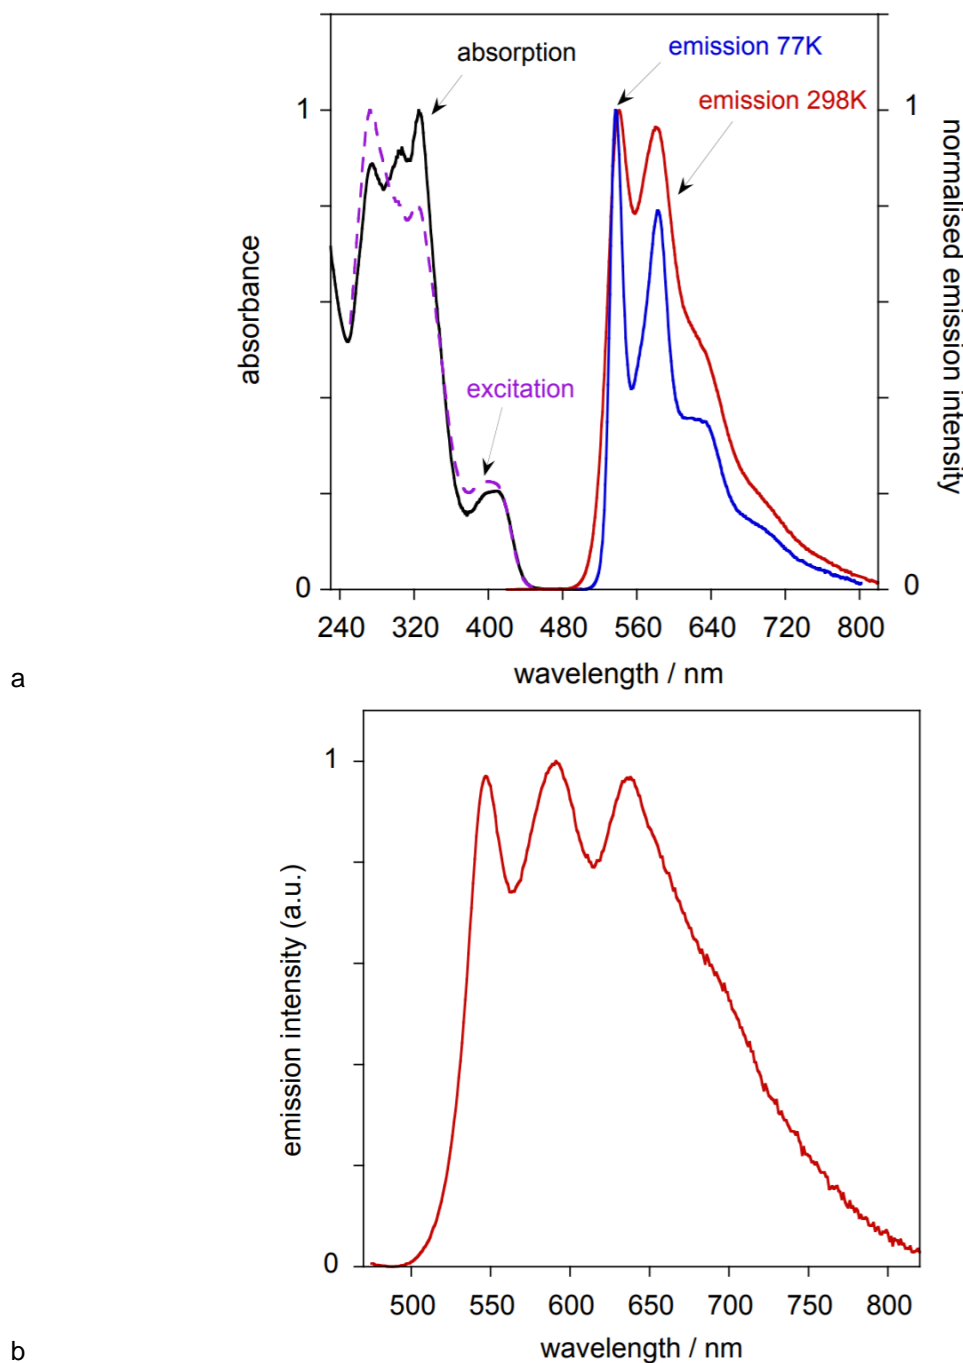 emission 77K
absorption
emission 298K
1
1
absorbance
normalised emission intensity
excitation
0
0
240 320 400 480 560 640 720 800
wavelength / nm
a
1
emission intensity (a.u.)
0
500 550 600 650 700 750 800
wavelength / nm
b